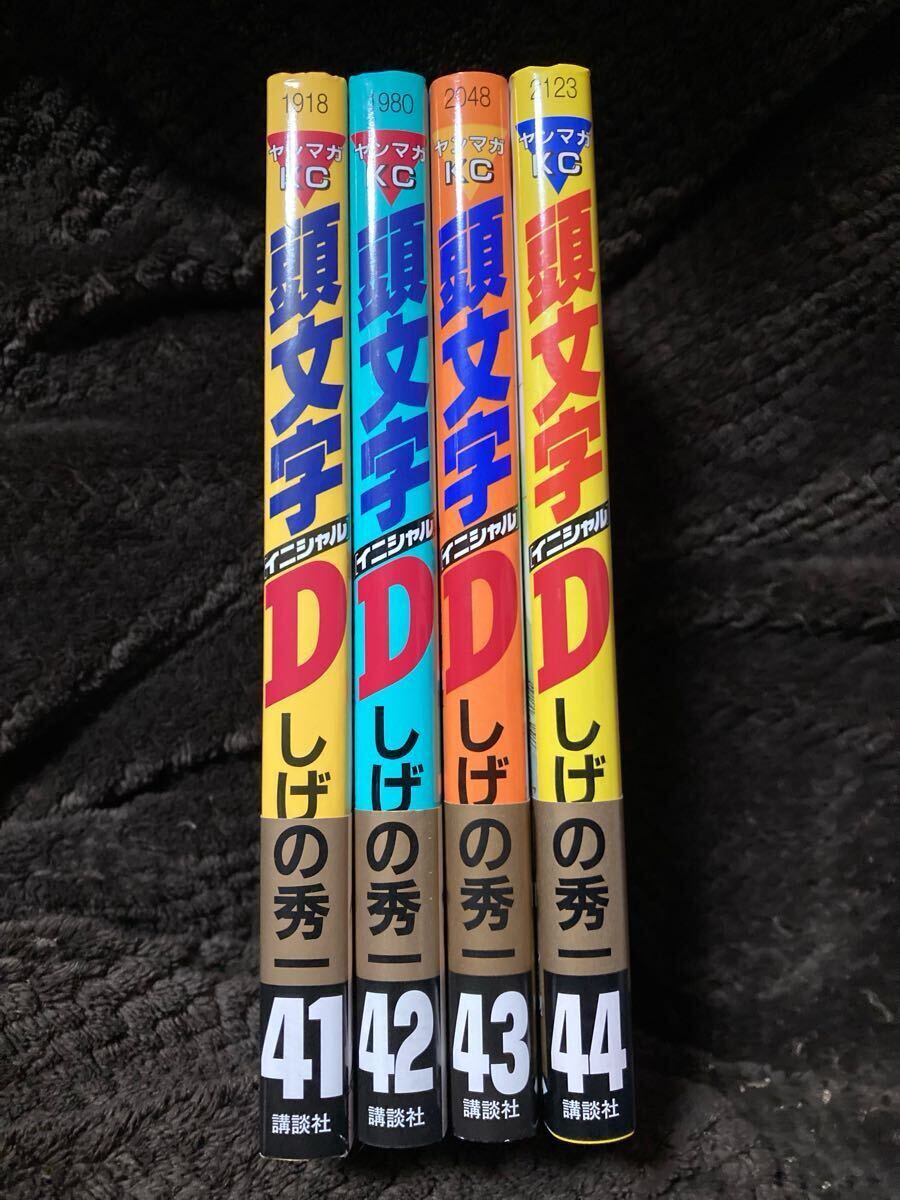 1918
ヤンマガ
KC
頭文字
イニシャル
D
しげの秀一
41
講談社
1980
ヤンマガ
KC
頭文字
イニシャル
D
しげの秀一
42
講談社
2048
ヤンマガ
KC
頭文字
イニシャル
D
しげの秀一
43
講談社
2123
ヤンマガ
KC
頭文字
イニシャル
D
しげの秀一
44
講談社